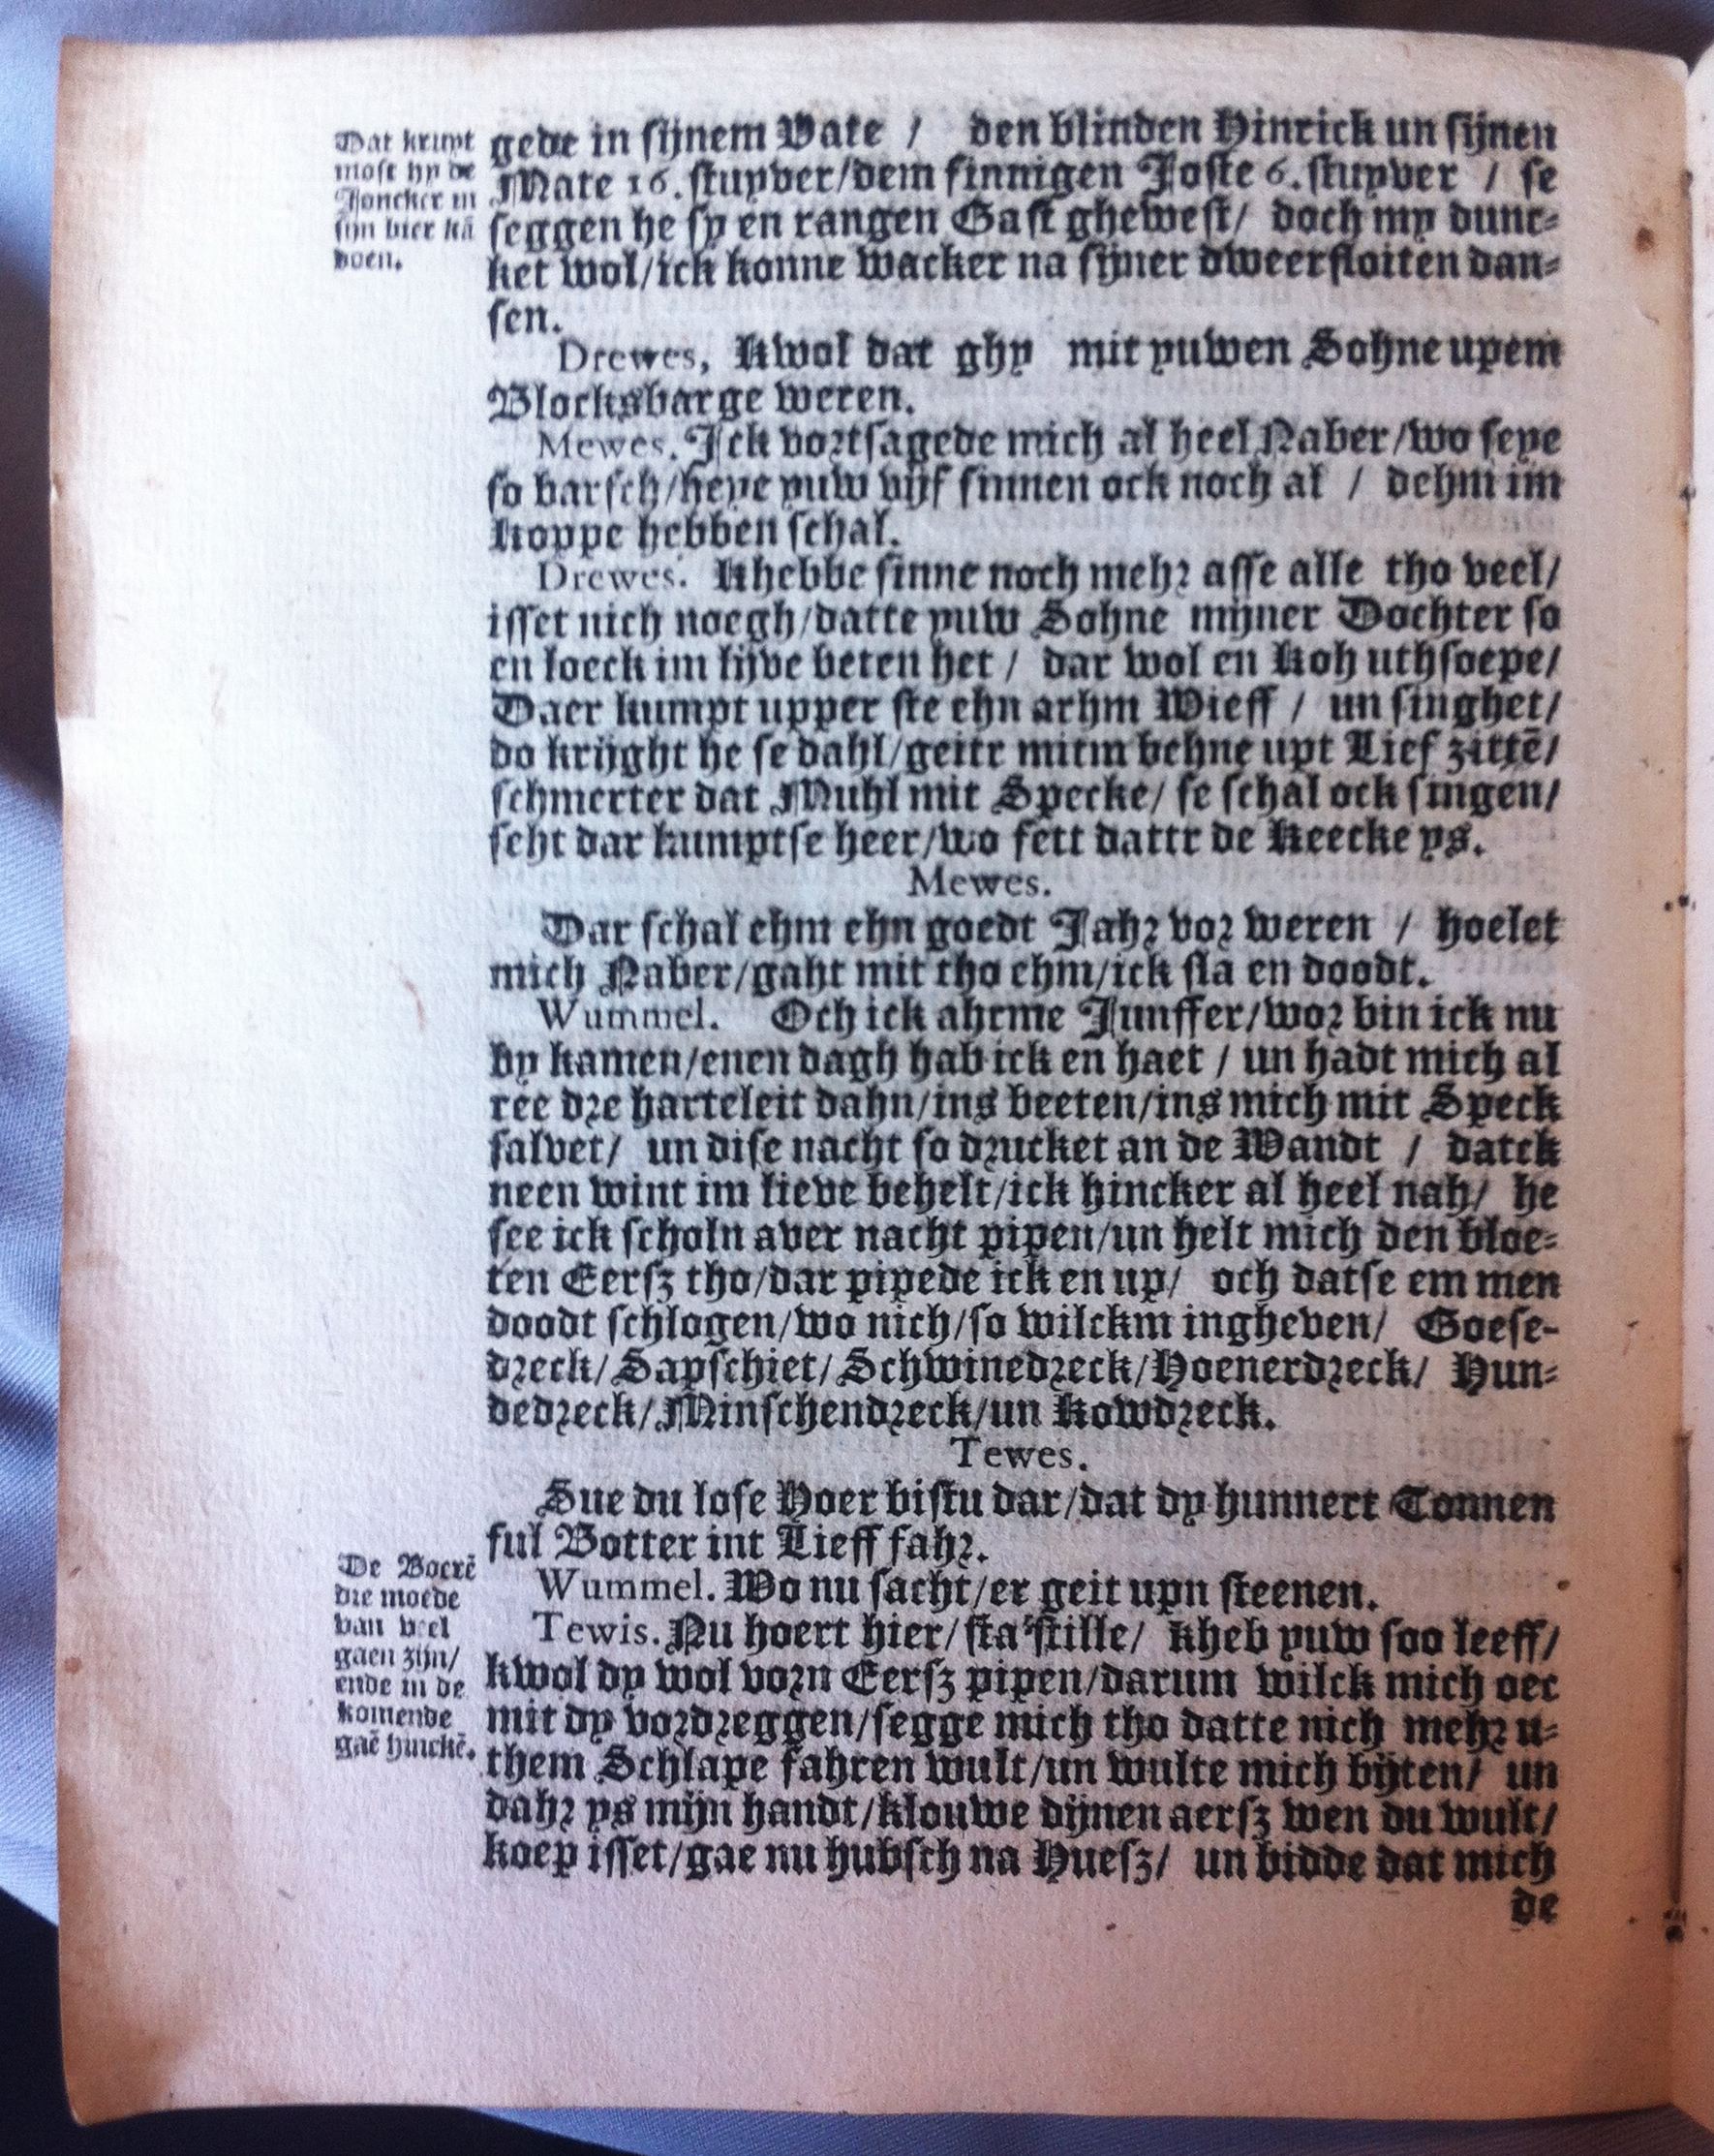 Dat kruyt
most hy de
Joncker in
sijn bier kã
doen.
gede in sijnem Vate / den blinden Hinrick un sijnen
Mate 16. stuyver/dem finnigen Joste 6. stuyver / se
seggen he sy en rangen Gast ghewest/ doch my dunc-
ket wol/ick konne wacker na sijner dweerfloiten dan-
sen.
Drewes, Kwol dat ghy mit yuwen Sohne upem
Blocksbarge weren.
Mewes. Ick vortsagede mich al heel Naber/wo seye
so barsch/heye yuw vijf sinnen ock noch al / dehm im
koppe hebben schal.
Drewes. Khebbe sinne noch mehr asse alle tho veel/
isset nich noegh/datte yuw Sohne mijner Dochter so
en loeck im lijve beten het / dar wol en Koh uthsoepe/
Daer kumpt upper ste ehn arhm Wieff / un singhet/
do krijght he se dahl/geitr mitm behne upt Lief zittẽ/
schmerter dat Muhl mit Specke/ se schal ock singen/
seht dar kumptse heer/wo fett dattr de Keecke ys.
Mewes.
Dar schal ehm ehn goedt Jahr vor weren / hoelet
mich Naber/gaht mit tho ehm/ick sla en doodt.
Wummel. Och ick ahrme Junffer/wor bin ick nu
by kamen/enen dagh hab ick en haet / un hadt mich al
ree dre harteleit dahn/ins beeten/ins mich mit Speck
salvet/ un dise nacht so drucket an de Wandt / datck
neen wint im lieve behelt/ick hincker al heel nah/ he
see ick scholn aver nacht pipen/un helt mich den bloe-
ten Eersz tho/dar pipede ick en up/ och datse em men
doodt schlogen/wo nich/so wilckm ingheven/ Goese-
dreck/Sapschiet/Schwinedreck/Hoenerdreck/ Hun-
dedreck/Minschendreck/un Kowdreck.
Tewes.
Sue du lose Hoer bistu dar/dat dy hunnert Tonnen
ful Botter int Lieff fahr.
Wummel. Wo nu sacht/er geit upn steenen.
De Boerẽ
die moede
van veel
gaen zijn/
ende in de
komende
gaẽ hinckẽ.
Tewis. Nu hoert hier/sta stille/ kheb yuw soo leeff/
kwol dy wol vorn Eersz pipen/darum wilck mich oec
mit dy vordreggen/segge mich tho datte nich mehr u-
them Schlape fahren wult/un wulte mich bijten/ un
dahr ys mijn handt/klouwe dijnen aersz wen du wult/
koep isset/gae nu hubsch na Huesz/ un bidde dat mich
de